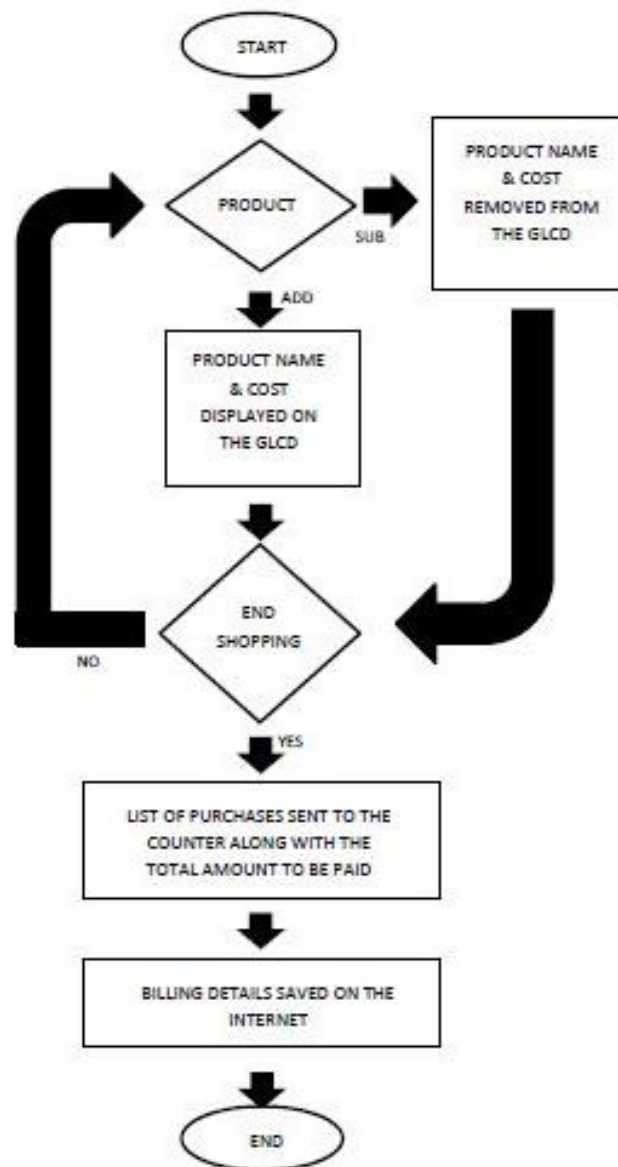 START
PRODUCT
SUB
PRODUCT NAME
& COST
REMOVED FROM
THE GLCD
ADD
PRODUCT NAME
& COST
DISPLAYED ON
THE GLCD
END
SHOPPING
NO
YES
LIST OF PURCHASES SENT TO THE
COUNTER ALONG WITH THE
TOTAL AMOUNT TO BE PAID
BILLING DETAILS SAVED ON THE
INTERNET
END